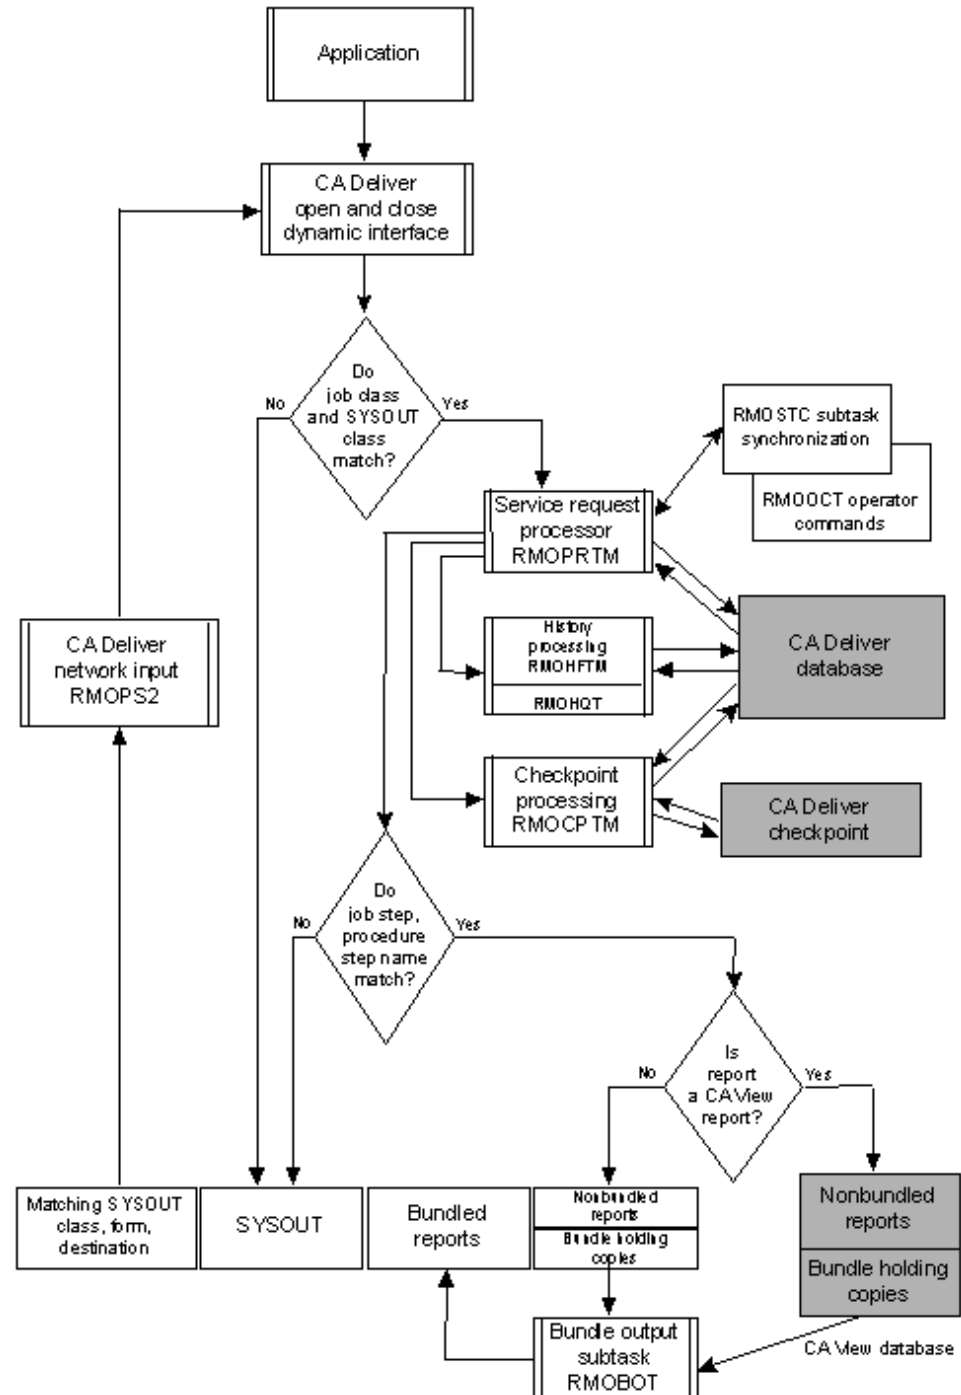 Application
CA Deliver
open and close
dynamic interface
Do
job class
and SYSOUT
class
match?
No
Yes
RMOSTC subtask
synchronization
RMOOCT operator
commands
Service request
processor
RMOPRTM
History
processing
RMOHFTM
RMOHQT
CA Deliver
database
CA Deliver
network input
RMOPS2
Checkpoint
processing
RMOCPTM
CA Deliver
checkpoint
Do
job step,
procedure
step name
match?
No
Yes
Is
report
a CA View
report?
No
Yes
Matching SYSOUT
class, form,
destination
SYSOUT
Bundled
reports
Nonbundled
reports
Bundle holding
copies
Nonbundled
reports
Bundle holding
copies
Bundle output
subtask
RMOBOT
CA View database